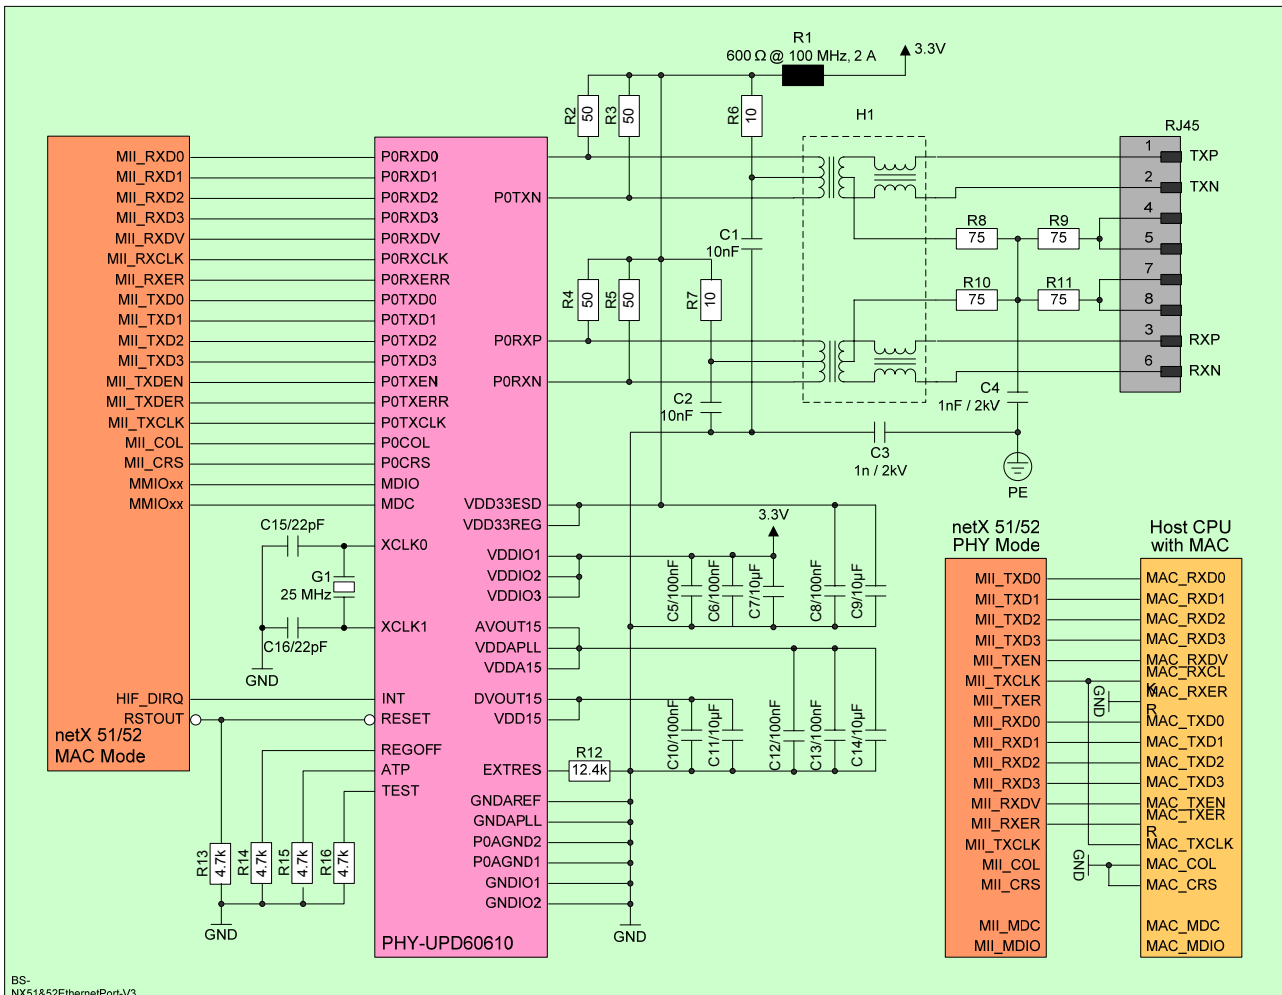 R1
600 Ω @ 100 MHz, 2 A
3.3V
R2
50
R3
50
R6
10
H1
RJ45
1
TXP
2
TXN
4
5
7
8
3
RXP
6
RXN
R8
75
R9
75
R10
75
R11
75
C1
10nF
R4
50
R5
50
R7
10
C2
10nF
C4
1nF / 2kV
C3
1n / 2kV
PE
MII_RXD0
MII_RXD1
MII_RXD2
MII_RXD3
MII_RXDV
MII_RXCLK
MII_RXER
MII_TXD0
MII_TXD1
MII_TXD2
MII_TXD3
MII_TXDEN
MII_TXDER
MII_TXCLK
MII_COL
MII_CRS
MMIOxx
MMIOxx
HIF_DIRQ
RSTOUT
netX 51/52
MAC Mode
P0RXD0
P0RXD1
P0RXD2
P0RXD3
P0RXDV
P0RXCLK
P0RXERR
P0TXD0
P0TXD1
P0TXD2
P0TXD3
P0TXEN
P0TXERR
P0TXCLK
P0COL
P0CRS
MDIO
MDC
XCLK0
XCLK1
INT
RESET
REGOFF
ATP
TEST
P0TXN
P0RXP
P0RXN
VDD33ESD
VDD33REG
VDDIO1
VDDIO2
VDDIO3
AVOUT15
VDDAPLL
VDDA15
DVOUT15
VDD15
EXTRES
GNDAREF
GNDAPLL
P0AGND2
P0AGND1
GNDIO1
GNDIO2
PHY-UPD60610
C15/22pF
G1
25 MHz
C16/22pF
GND
R13
4.7k
R14
4.7k
R15
4.7k
R16
4.7k
GND
3.3V
C5/100nF
C6/100nF
C7/10µF
C8/100nF
C9/10µF
C10/100nF
C11/10µF
C12/100nF
C13/100nF
C14/10µF
R12
12.4k
GND
netX 51/52
PHY Mode
MII_TXD0
MII_TXD1
MII_TXD2
MII_TXD3
MII_TXEN
MII_TXCLK
MII_TXER
MII_RXD0
MII_RXD1
MII_RXD2
MII_RXD3
MII_RXDV
MII_RXER
MII_TXCLK
MII_COL
MII_CRS
MII_MDC
MII_MDIO
GND
GND
Host CPU
with MAC
MAC_RXD0
MAC_RXD1
MAC_RXD2
MAC_RXD3
MAC_RXDV
MAC_RXCL
K
MAC_RXER
R
MAC_TXD0
MAC_TXD1
MAC_TXD2
MAC_TXD3
MAC_TXEN
MAC_TXER
R
MAC_TXCLK
MAC_COL
MAC_CRS
MAC_MDC
MAC_MDIO
BS-
NX51&52EthernetPort-V3